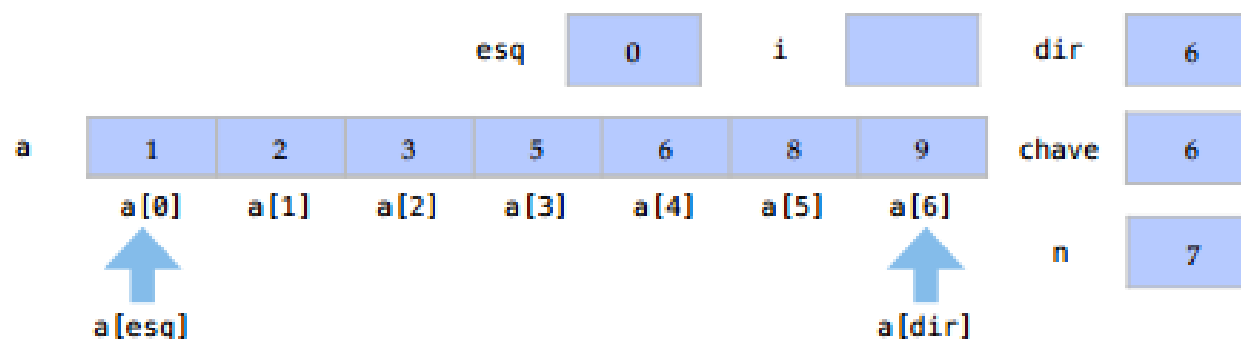 esq 0 i dir 6
a 1 2 3 5 6 8 9 chave 6
a[0] a[1] a[2] a[3] a[4] a[5] a[6]
n 7
a[esq] a[dir]